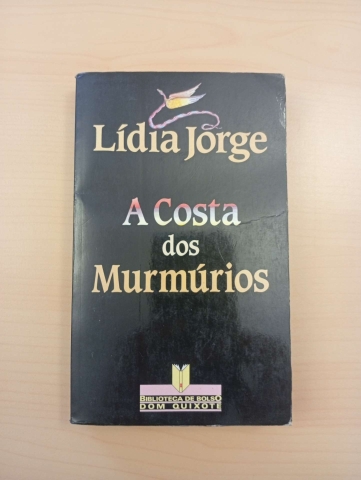 Lídia Jorge
A Costa
dos
Murmúrios
BIBLIOTECA DE BOLSO
DOM QUIXOTE